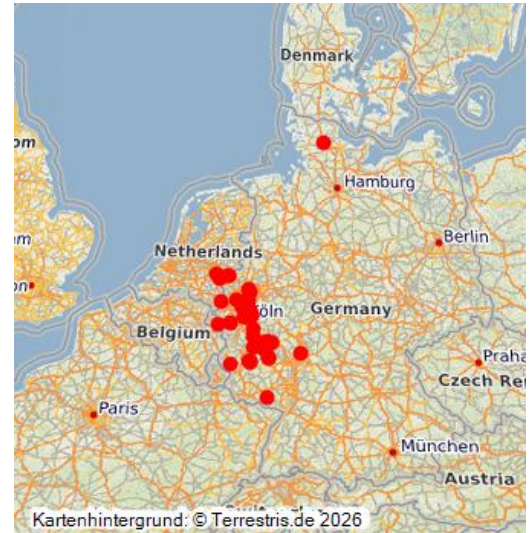 Denmark
om
Hamburg
Netherlands
Berlin
om
on
Köln
Germany
Belgium
Praha
Czech Re
Paris
München
Austria
Kartenhintergrund: © Terrestris.de 2026